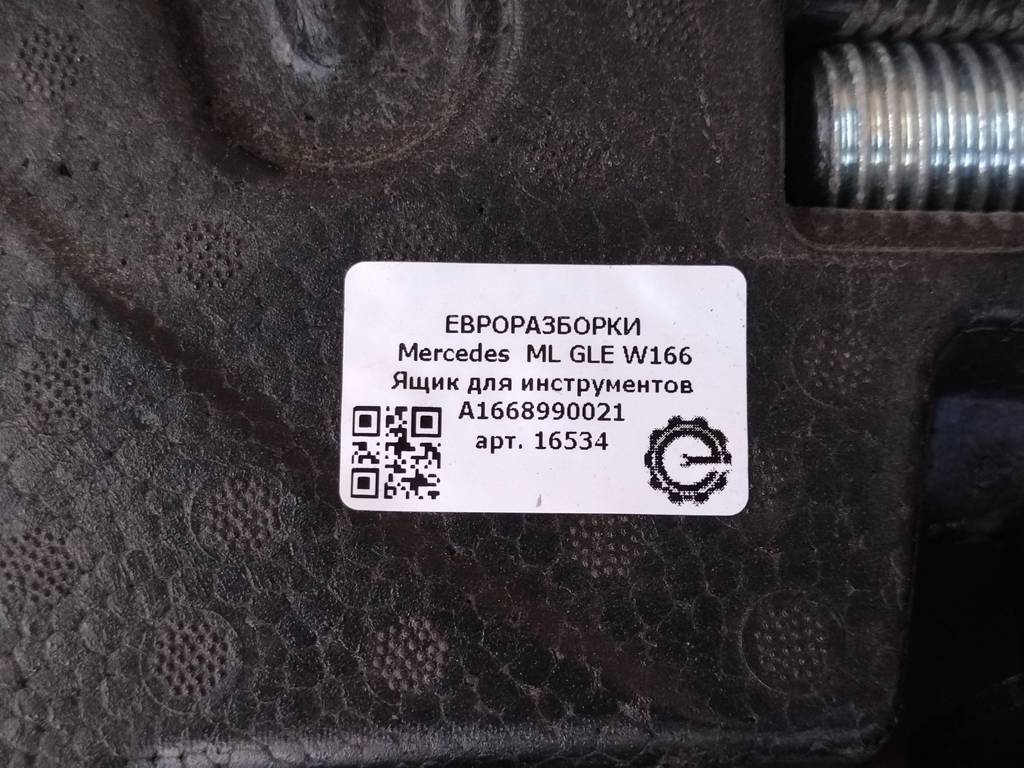 ЕВРОРАЗБОРКИ
Mercedes ML GLE W166
Ящик для инструментов
A1668990021
арт. 16534